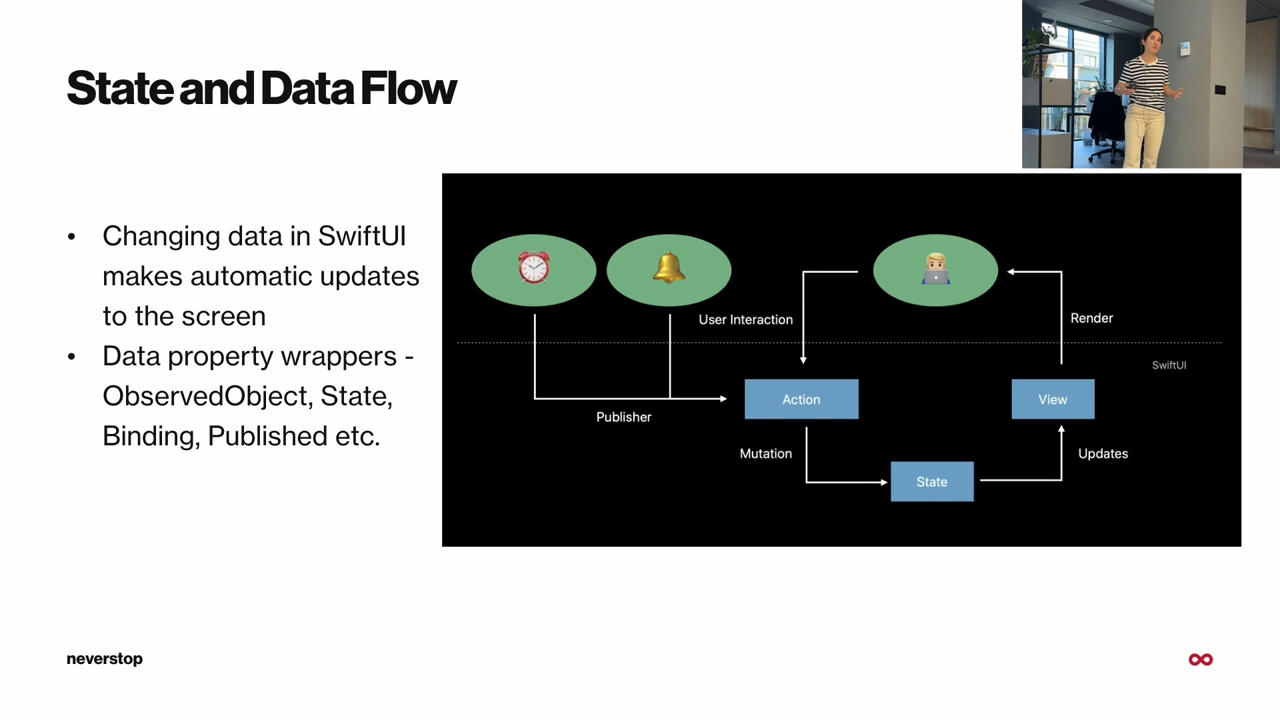 State and Data Flow
• Changing data in SwiftUI
makes automatic updates
to the screen
• Data property wrappers -
ObservedObject, State,
Binding, Published etc.
User Interaction
Render
SwiftUI
Publisher
Action
View
Mutation
State
Updates
neverstop